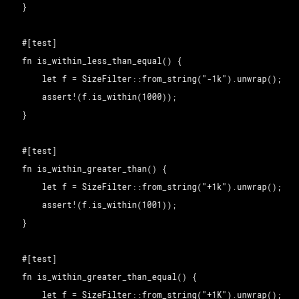 }
#[test]
fn is_within_less_than_equal() {
let f = SizeFilter::from_string("-1k").unwrap();
assert!(f.is_within(1000));
}
#[test]
fn is_within_greater_than() {
let f = SizeFilter::from_string("+1k").unwrap();
assert!(f.is_within(1001));
}
#[test]
fn is_within_greater_than_equal() {
let f = SizeFilter::from_string("+1K").unwrap();